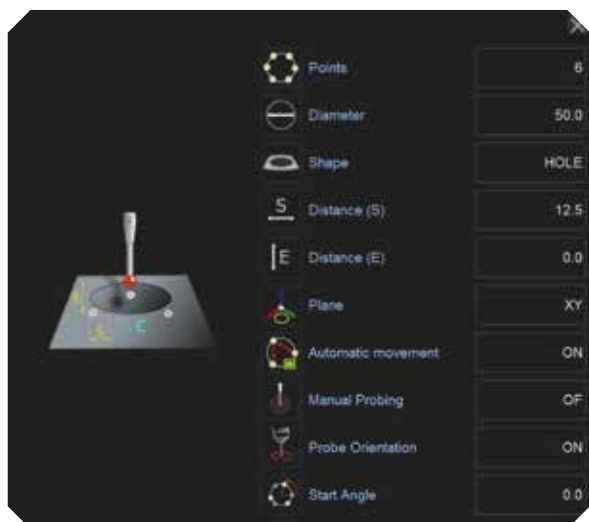 Points 6
Diameter 50.0
Shape HOLE
S Distance (S) 12.5
E Distance (E) 0.0
Plane XY
Automatic movement ON
Manual Probing OF
Probe Orientation ON
Start Angle 0.0